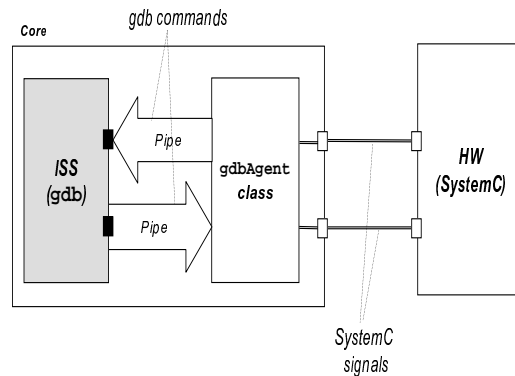 gdb commands
Core
Pipe
ISS
(gdb)
gdbAgent
class
HW
(SystemC)
Pipe
SystemC
signals